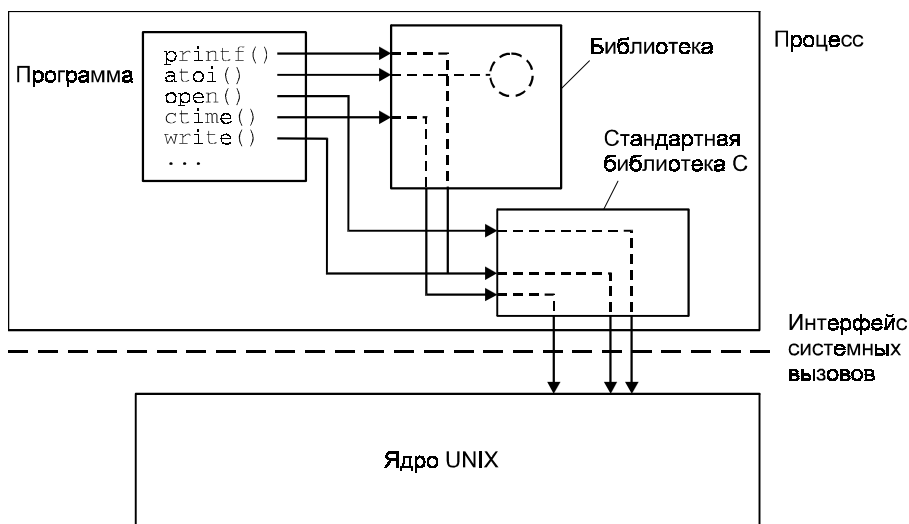 Процесс
Программа
printf()
atoi()
open()
ctime()
write()
...
Библиотека
Стандартная
библиотека С
Интерфейс
системных
вызовов
Ядро UNIX